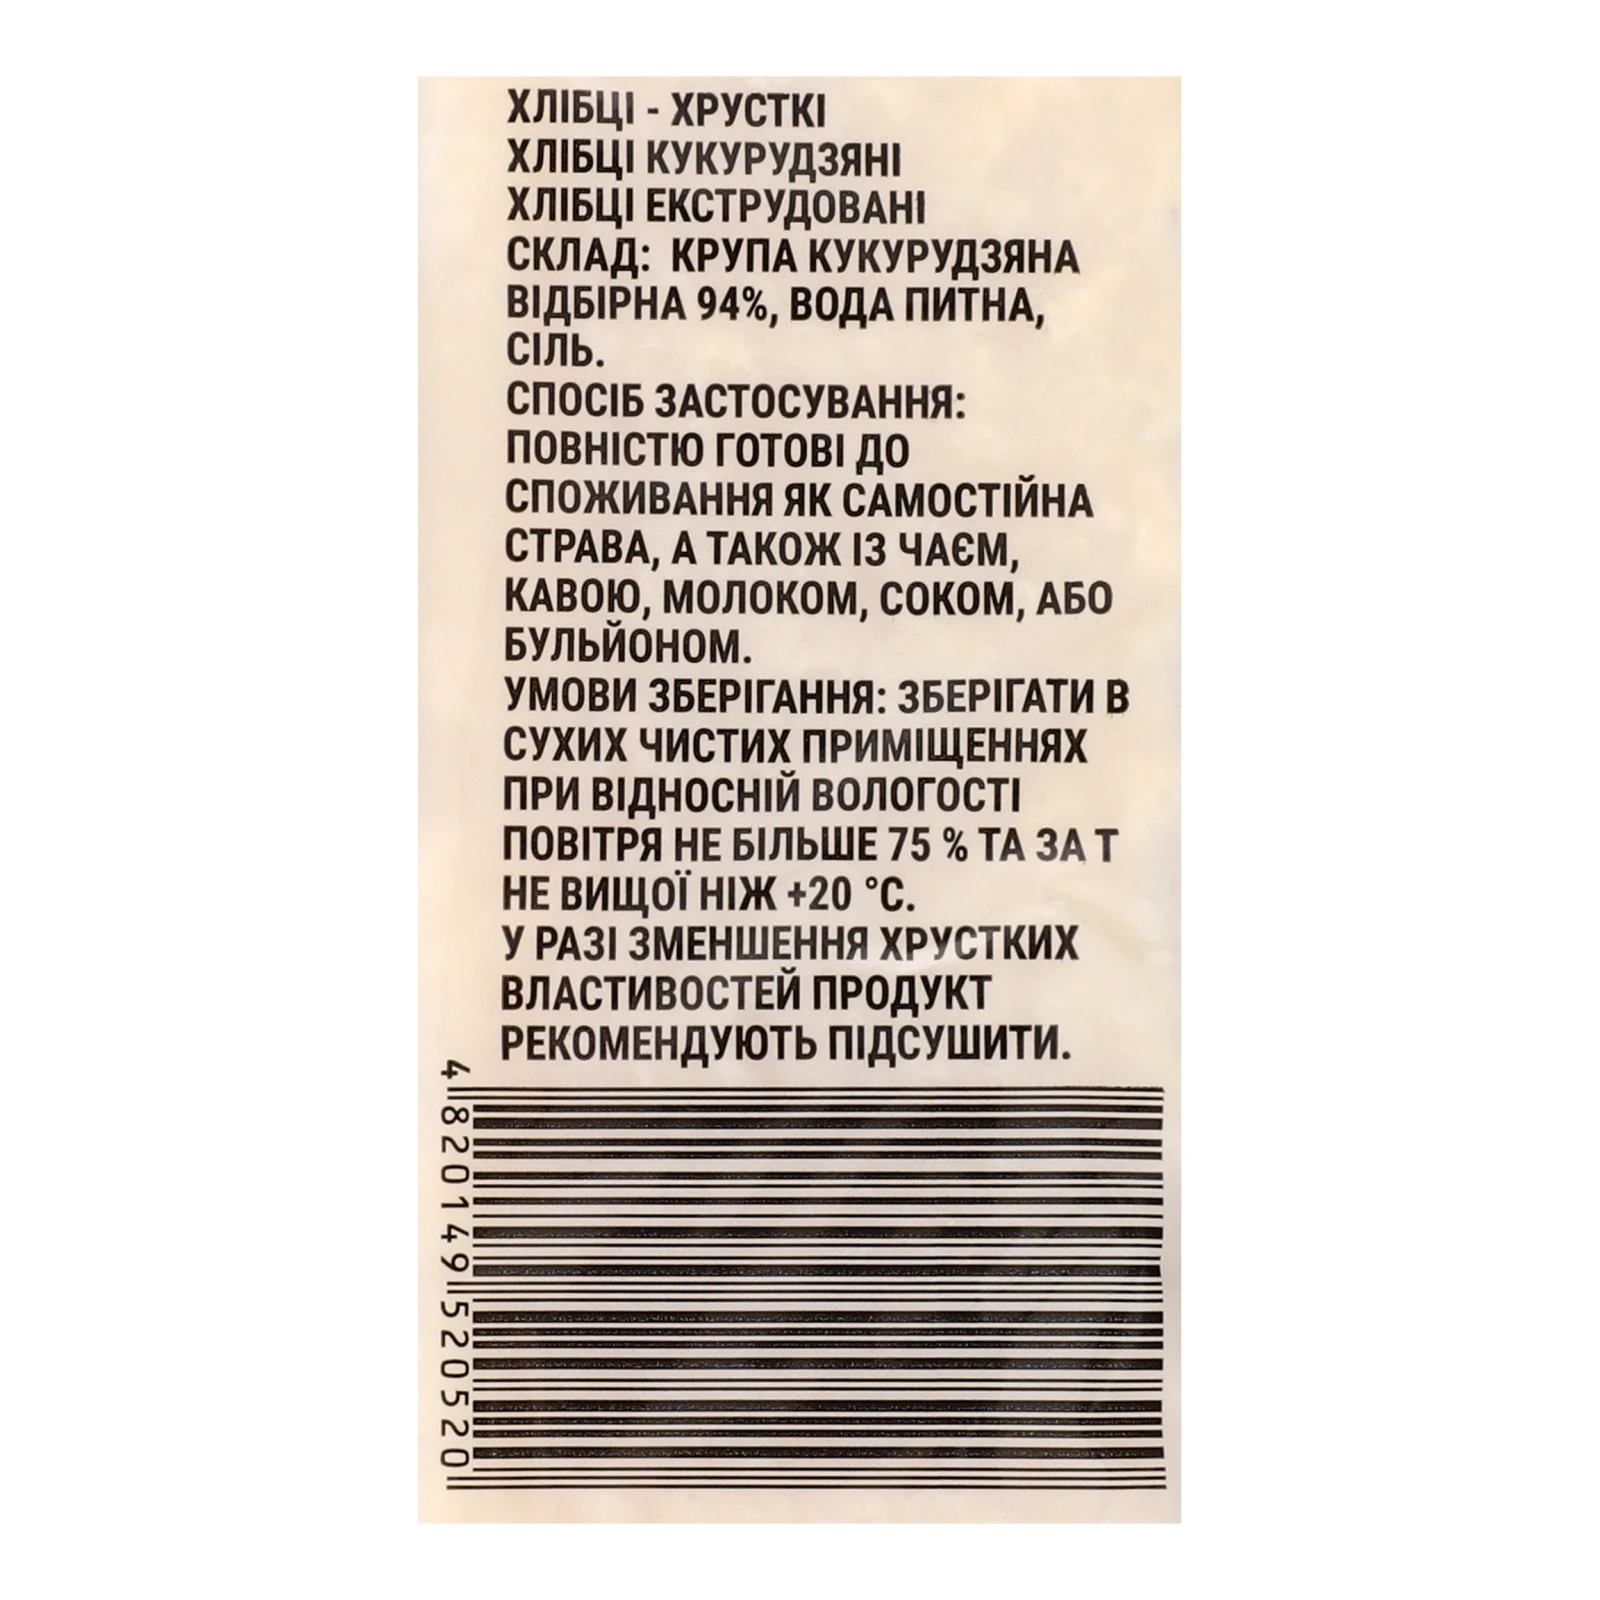 ХЛІБЦІ - ХРУСТКІ
ХЛІБЦІ КУКУРУДЗЯНІ
ХЛІБЦІ ЕКСТРУДОВАНІ
СКЛАД: КРУПА КУКУРУДЗЯНА
ВІДБІРНА 94%, ВОДА ПИТНА,
СІЛЬ.
СПОСІБ ЗАСТОСУВАННЯ:
ПОВНІСТЮ ГОТОВІ ДО
СПОЖИВАННЯ ЯК САМОСТІЙНА
СТРАВА, А ТАКОЖ ІЗ ЧАЄМ,
КАВОЮ, МОЛОКОМ, СОКОМ, АБО
БУЛЬЙОНОМ.
УМОВИ ЗБЕРІГАННЯ: ЗБЕРІГАТИ В
СУХИХ ЧИСТИХ ПРИМІЩЕННЯХ
ПРИ ВІДНОСНІЙ ВОЛОГОСТІ
ПОВІТРЯ НЕ БІЛЬШЕ 75 % ТА ЗА Т
НЕ ВИЩОЇ НІЖ +20 °С.
У РАЗІ ЗМЕНШЕННЯ ХРУСТКИХ
ВЛАСТИВОСТЕЙ ПРОДУКТ
РЕКОМЕНДУЮТЬ ПІДСУШИТИ.
4 820149 520520